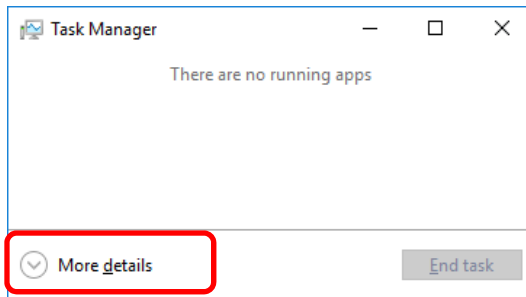 Task Manager
There are no running apps
More details
End task